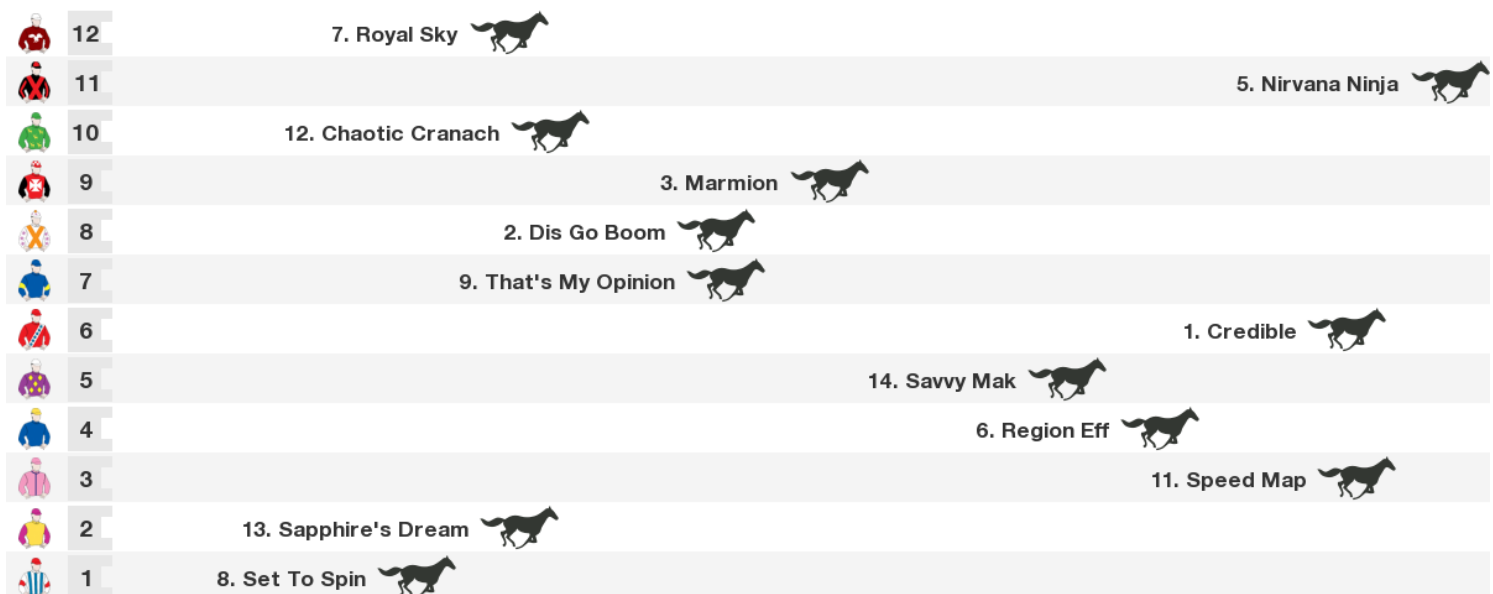 12 7. Royal Sky
11 5. Nirvana Ninja
10 12. Chaotic Cranach
9 3. Marmion
8 2. Dis Go Boom
7 9. That's My Opinion
6 1. Credible
5 14. Savvy Mak
4 6. Region Eff
3 11. Speed Map
2 13. Sapphire's Dream
1 8. Set To Spin